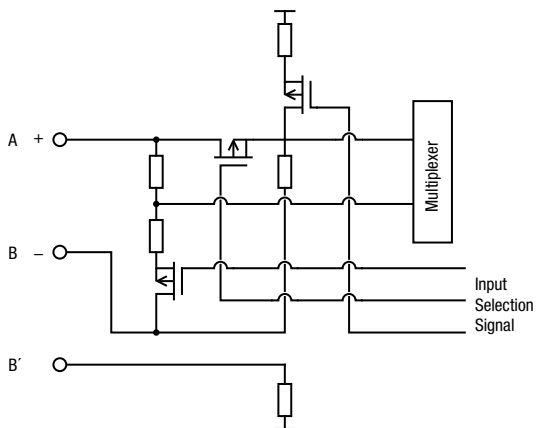 A +
Multiplexer
B –
Input
Selection
Signal
B´